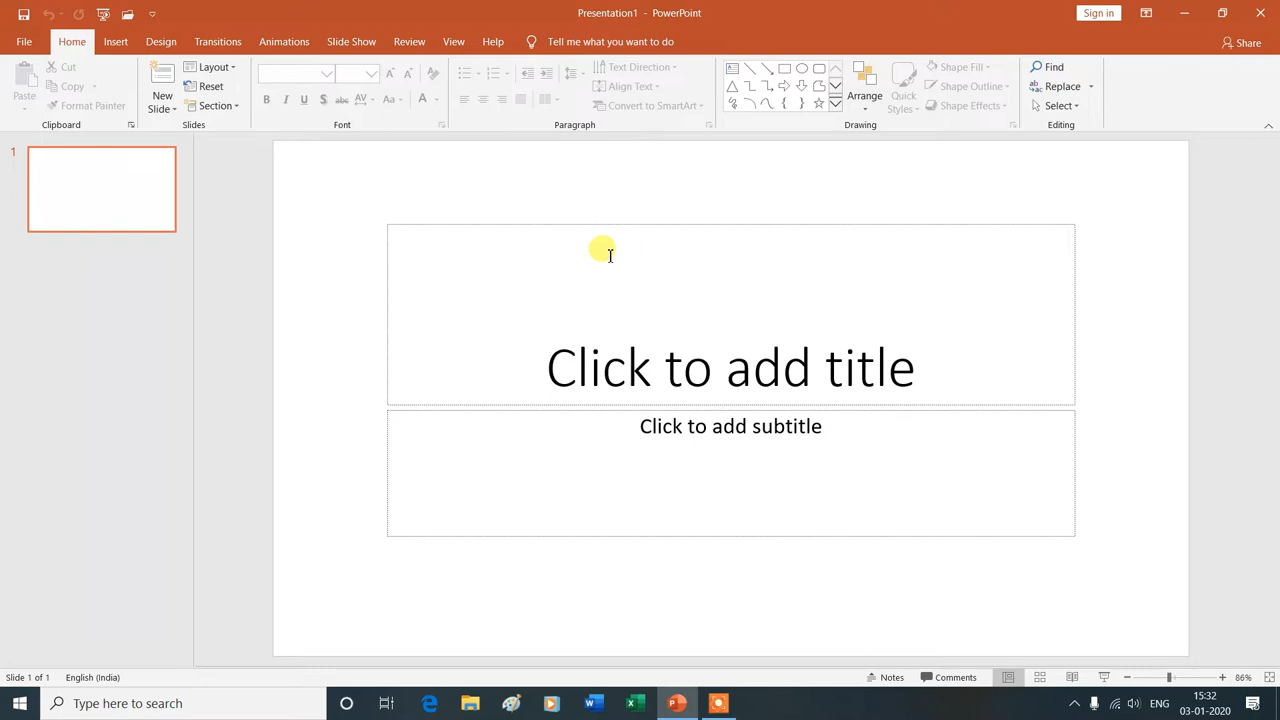 Presentation1 - PowerPoint
Sign in
File Home Insert Design Transitions Animations Slide Show Review View Help Tell me what you want to do Share
Paste
Cut
Copy
Format Painter
Clipboard
New Slide
Layout
Reset
Section
Slides
B I U S abc AV Aa A
Font
Text Direction
Align Text
Convert to SmartArt
Paragraph
Arrange
Quick Styles
Shape Fill
Shape Outline
Shape Effects
Drawing
Find
Replace
Select
Editing
1
Click to add title
Click to add subtitle
Slide 1 of 1 English (India) Notes Comments 86%
Type here to search
ENG
15:32
03-01-2020